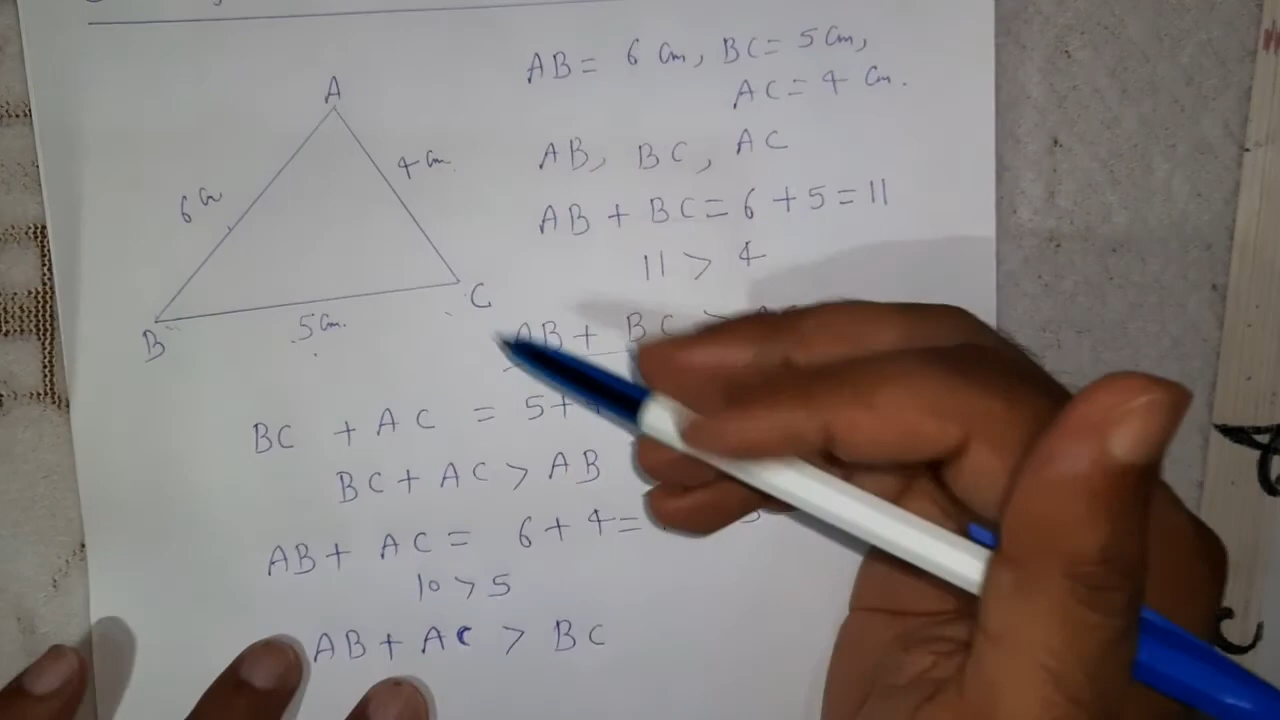 A
4 cm
6 cm
B
5 cm.
C
AB = 6 cm, BC = 5 cm,
AC = 4 cm.
AB, BC, AC
AB + BC = 6 + 5 = 11
11 > 4
AB + BC >
BC + AC = 5 +
BC + AC > AB
AB + AC = 6 + 4 =
10 > 5
AB + AC > BC